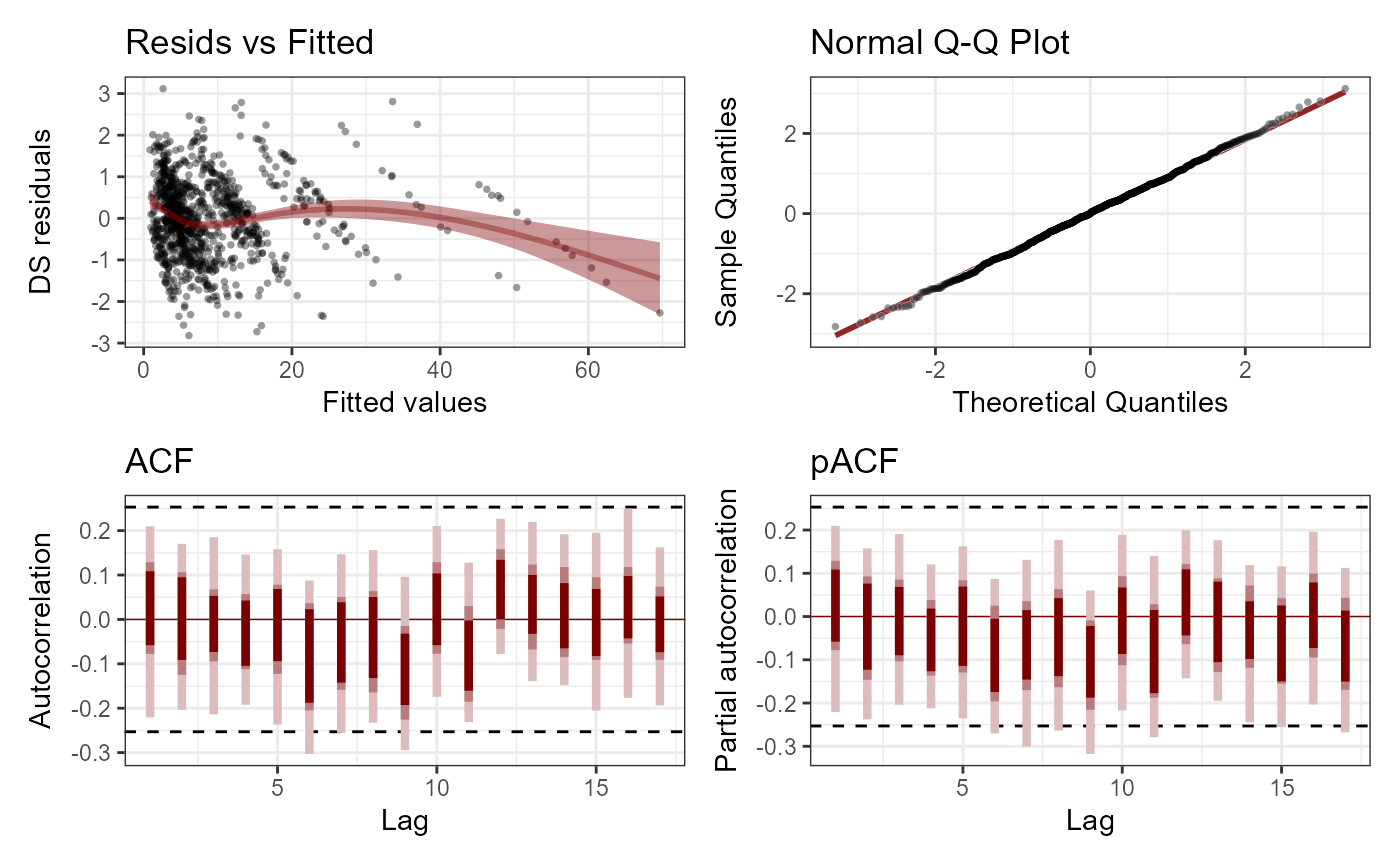 Resids vs Fitted
DS residuals
3
2
1
0
-1
-2
-3
0 20 40 60
Fitted values
Normal Q-Q Plot
Sample Quantiles
2
0
-2
-2 0 2
Theoretical Quantiles
ACF
Autocorrelation
0.2
0.1
0.0
-0.1
-0.2
-0.3
5 10 15
Lag
pACF
Partial autocorrelation
0.2
0.1
0.0
-0.1
-0.2
-0.3
5 10 15
Lag